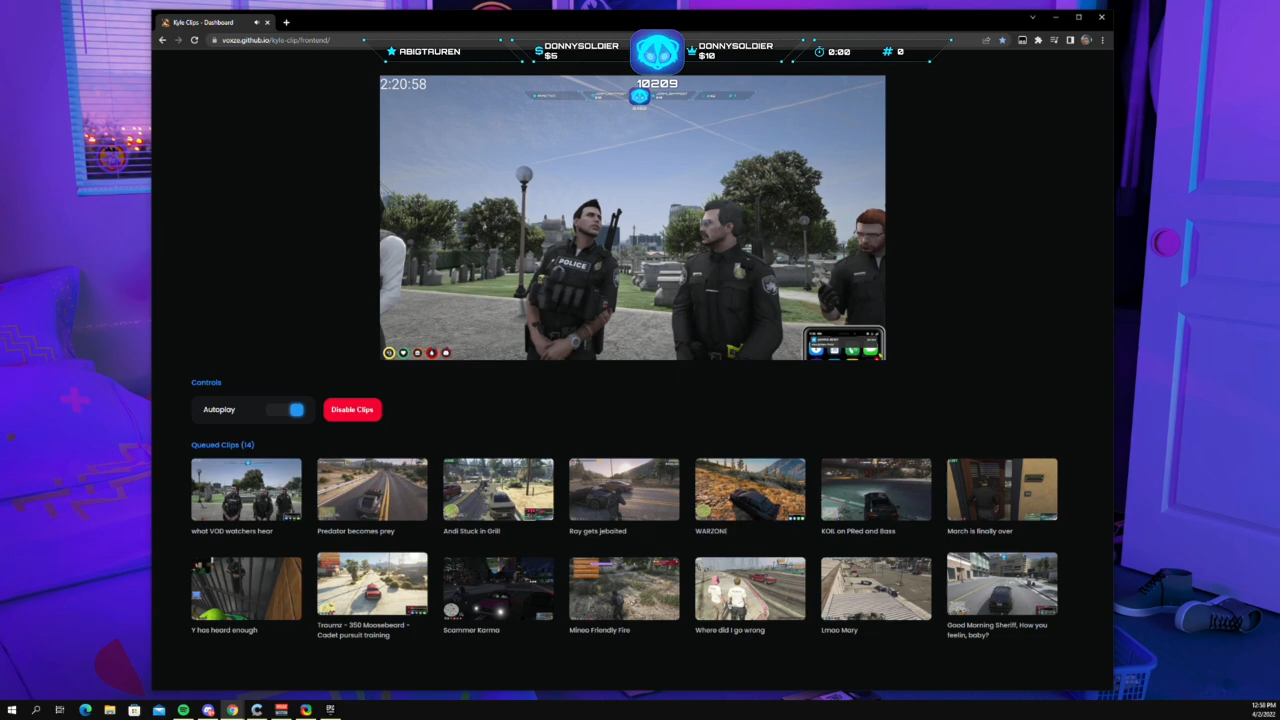 Kyle Clips - Dashboard
voxze.github.io/kyle-clip/frontend/
ABIGTAUREN
DONNYSOLDIER
$5
DONNYSOLDIER
$10
0:00
# 0
10209
2:20:58
POLICE
Controls
Autoplay
Disable Clips
Queued Clips (14)
what VOD watchers hear
Predator becomes prey
Andi Stuck in Grill
Ray gets jebaited
WARZONE
KOIL on PRed and Bass
March is finally over
Y has heard enough
Traumz - 350 Moosebeard -
Cadet pursuit training
Scammer Karma
Mineo Friendly Fire
Where did I go wrong
Lmao Mary
Good Morning Sheriff, How you
feelin, baby?
12:58 PM
4/2/2022